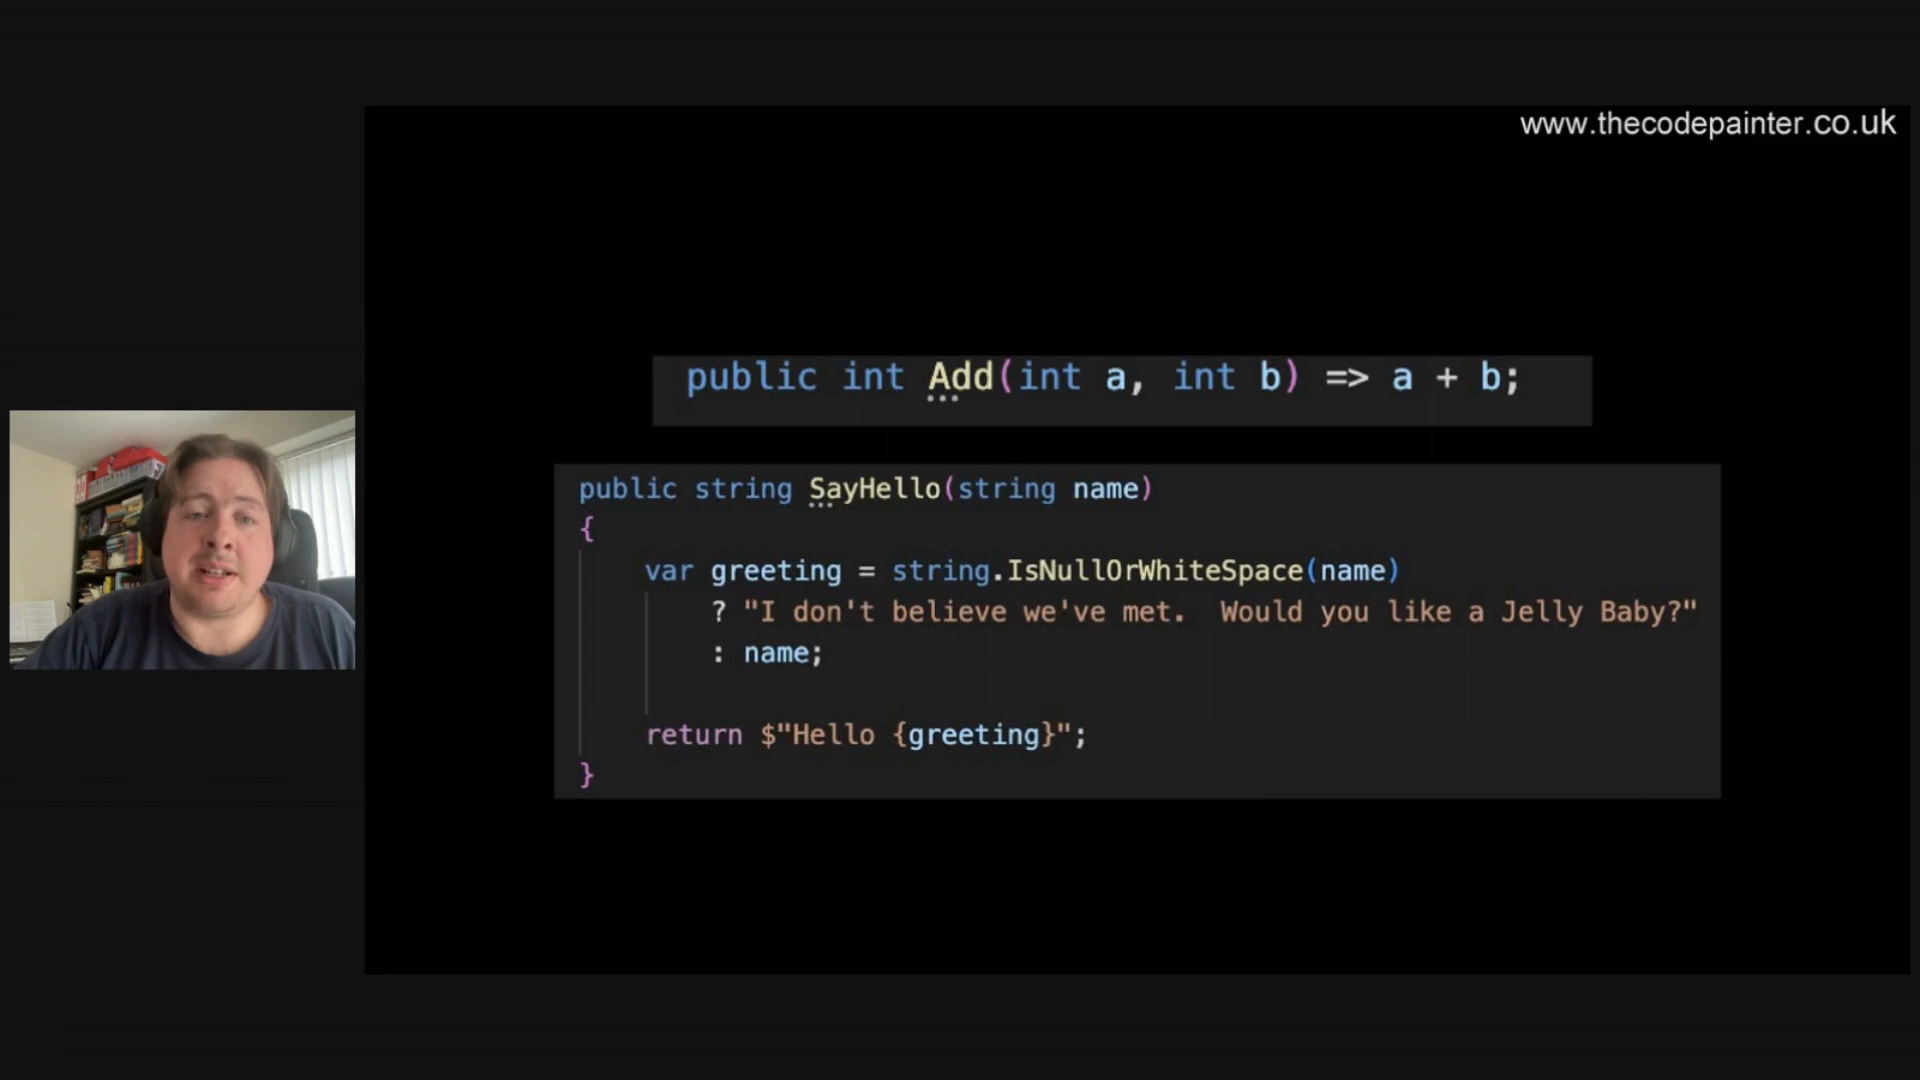 www.thecodepainter.co.uk
public int Add(int a, int b) => a + b;
public string SayHello(string name)
{
var greeting = string.IsNullOrWhiteSpace(name)
? "I don't believe we've met.  Would you like a Jelly Baby?"
: name;
return $"Hello {greeting}";
}